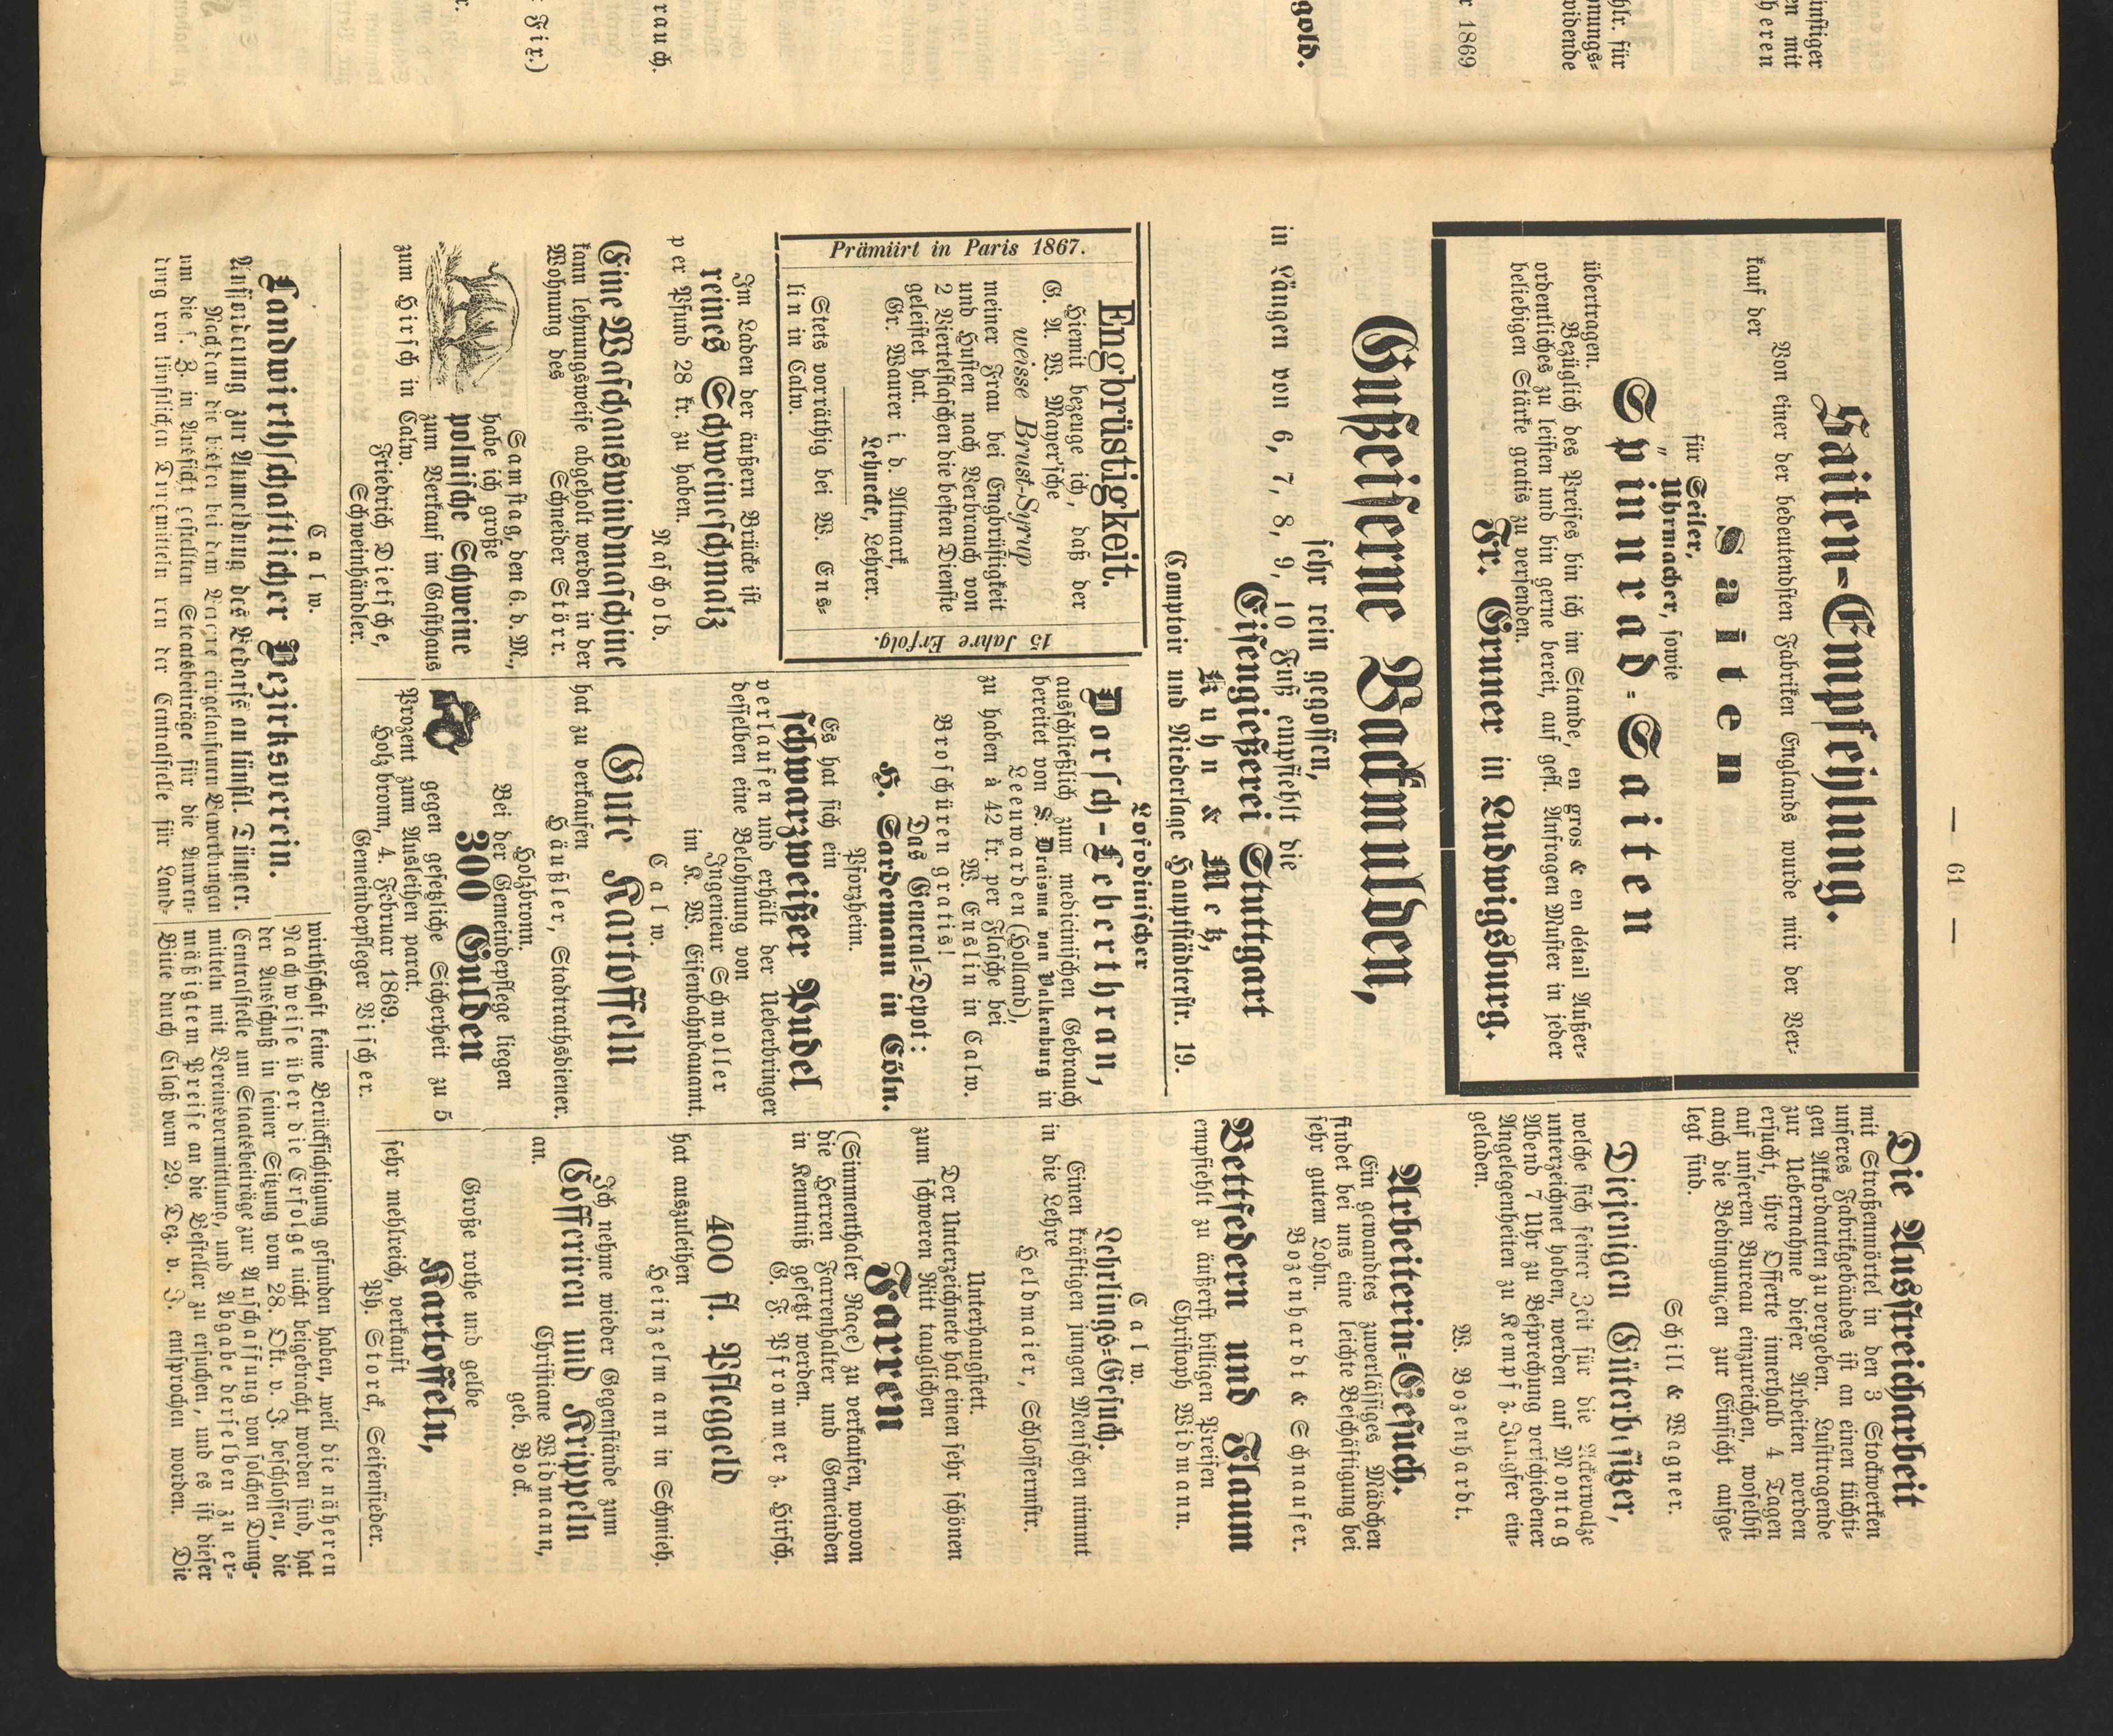 — 61 —
Saiten-Empfehlung.
Von einer der bedeutendsten Fabriken Englands wurde mir der Ver-
kauf der
Saiten
für Seiler,
„ Uhrmacher, sowie
Spinrad-Saiten
übertragen.
Bezüglich des Preises bin ich im Stande, en gros & en détail Außer-
ordentliches zu leisten und bin gerne bereit, auf gefl. Anfragen Muster in jeder
beliebigen Stärke gratis zu versenden.
Fr. Gruner in Ludwigsburg.
Gußeiserne Backmulden,
sehr rein gegossen,
in Längen von 6, 7, 8, 9, 10 Fuß empfiehlt die
Eisengießerei Stuttgart
Kuhn & Metz,
Comptoir und Niederlage Hauptstädterstr. 19.
Prämiirt in Paris 1867.
Engbrüstigkeit.
Hiemit bezeuge ich, daß der
G. A. W. Mayer'sche
weisse Brust-Syrup
meiner Frau bei Engbrüstigkeit
und Husten nach Verbrauch von
2 Viertelflaschen die besten Dienste
geleistet hat.
Gr. Maurer i. d. Altmark,
Lehnecke, Lehrer.
Stets vorräthig bei W. Ens-
lin in Calw.
15 Jahre Erfolg.
Im Laden der äußern Brücke ist
reines Schweineschmalz
per Pfund 28 kr. zu haben.
Naschold.
Eine Waschauswindmaschine
kann lehnungsweise abgeholt werden in der
Wohnung des
Schneider Störr.
Samstag, den 6. d. M.,
habe ich große
polnische Schweine
zum Verkauf im Gasthaus
zum Hirsch in Calw.
Friedrich Dietsche,
Schweinhändler.
Lofodinischer
Dorsch-Leberthran,
ausschließlich zum medicinischen Gebrauch
bereitet von S. Draisma van Valkenburg in
Leeuwarden (Holland),
zu haben à 42 kr. per Flasche bei
W. Enslin in Calw.
Broschüren gratis!
Das General-Depot:
H. Sardemann in Cöln.
Pforzheim.
Es hat sich ein
schwarzweißer Pudel
verlaufen und erhält der Ueberbringer
desselben eine Belohnung von
Ingenieur Schmoller
im K. W. Eisenbahnbauamt.
Calw.
Gute Kartoffeln
hat zu verkaufen
Häußler, Stadtrathsdiener.
Holzbronn.
Bei der Gemeindepflege liegen
300 Gulden
gegen gesetzliche Sicherheit zu 5
Prozent zum Ausleihen parat.
Holzbronn, 4. Februar 1869.
Gemeindepfleger Bischer.
Die Ausstreicharbeit
mit Straßenmörtel in den 3 Stockwerken
unseres Fabrikgebäudes ist an einen tüchti-
gen Akkordanten zu vergeben. Lusttragende
zur Uebernahme dieser Arbeiten werden
ersucht, ihre Offerte innerhalb 4 Tagen
auf unserem Bureau einzureichen, woselbst
auch die Bedingungen zur Einsicht aufge-
legt sind.
Schill & Wagner.
Diejenigen Güterbesitzer,
welche sich seiner Zeit für die Ackerwalze
unterzeichnet haben, werden auf Montag
Abend 7 Uhr zu Besprechung verschiedener
Angelegenheiten zu Kempf z. Jungfer ein-
geladen.
W. Bozenhardt.
Arbeiterin-Gesuch.
Ein gewandtes zuverlässiges Mädchen
findet bei uns eine leichte Beschäftigung bei
sehr gutem Lohn.
Bozenhardt & Schnaufer.
Bettfedern und Flaum
empfiehlt zu äußerst billigen Preisen
Christoph Widmann.
Calw.
Lehrlings-Gesuch.
Einen kräftigen jungen Menschen nimmt
in die Lehre
Heldmaier, Schlossermstr.
Unterhaugstett.
Der Unterzeichnete hat einen sehr schönen
zum schweren Ritt tauglichen
Farren
(Simmenthaler Raçe) zu verkaufen, wovon
die Herren Farrenhalter und Gemeinden
in Kenntniß gesetzt werden.
G. F. Pfrommer z. Hirsch.
400 fl. Pfleggeld
hat auszuleihen
Heinzelmann in Schmieh.
Ich nehme wieder Gegenstände zum
Cofferiren und Krippeln
an.
Christiane Widmann,
geb. Bock.
Große rothe und gelbe
Kartoffeln,
sehr mehlreich, verkauft
Ph. Storck, Seifensieder.
Calw.
Landwirthschaftlicher Bezirksverein.
Aufforderung zur Anmeldung des Bedarfs an künstl. Dünger.
Nachdem die bisher bei dem Verein eingelaufenen Bewerbungen
um die s. Z. in Aussicht gestellten Staatsbeiträge für die Anwen-
dung von künstlichen Düngmitteln von der Centralstelle für Land-
wirthschaft keine Berücksichtigung gefunden haben, weil die näheren
Nachweise über die Erfolge nicht beigebracht worden sind, hat
der Ausschuß in seiner Sitzung vom 28. Okt. v. J. beschlossen, die
Centralstelle um Staatsbeiträge zur Anschaffung von solchen Dung-
mitteln mit Vereinsvermittlung, und Abgabe derselben zu er-
mäßigtem Preise an die Besteller zu ersuchen, und es ist dieser
Bitte durch Erlaß vom 29. Dez. v. J. entsprochen worden. Die
rauch.
Fix.)
gold.
1869
hlr. für
nungs-
vidende
nstiger
en mit
heren